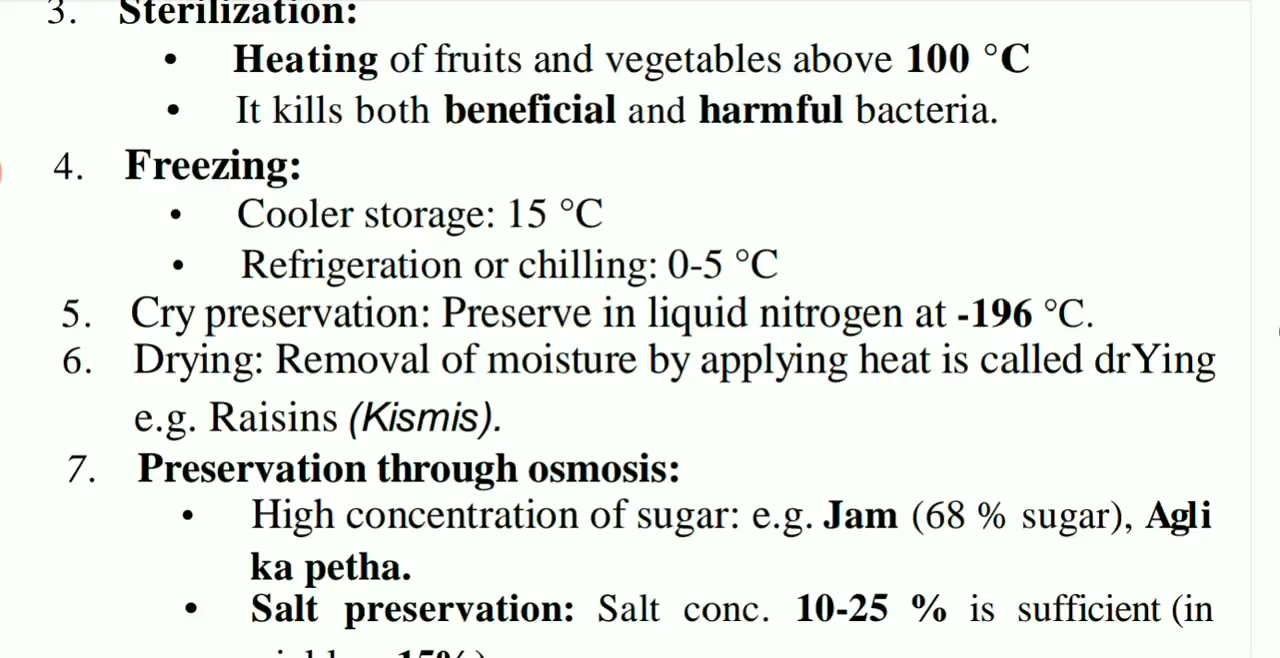 3. Sterilization:
• Heating of fruits and vegetables above 100 °C
• It kills both beneficial and harmful bacteria.
4. Freezing:
• Cooler storage: 15 °C
• Refrigeration or chilling: 0-5 °C
5. Cry preservation: Preserve in liquid nitrogen at -196 °C.
6. Drying: Removal of moisture by applying heat is called drYing
e.g. Raisins (Kismis).
7. Preservation through osmosis:
• High concentration of sugar: e.g. Jam (68 % sugar), Agli
ka petha.
• Salt preservation: Salt conc. 10-25 % is sufficient (in
15%)